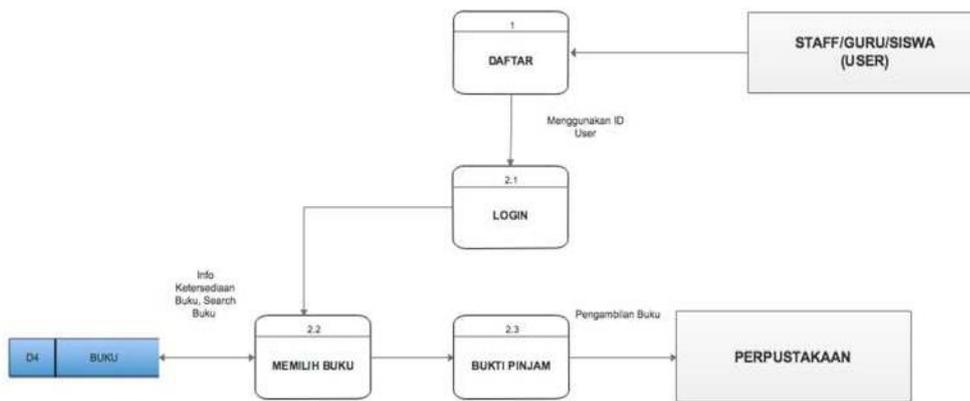 1
DAFTAR
STAFF/GURU/SISWA
(USER)
Menggunakan ID
User
2.1
LOGIN
Info
Ketersediaan
Buku, Search
Buku
2.2
MEMILIH BUKU
2.3
BUKTI PINJAM
Pengambilan Buku
PERPUSTAKAAN
D4
BUKU